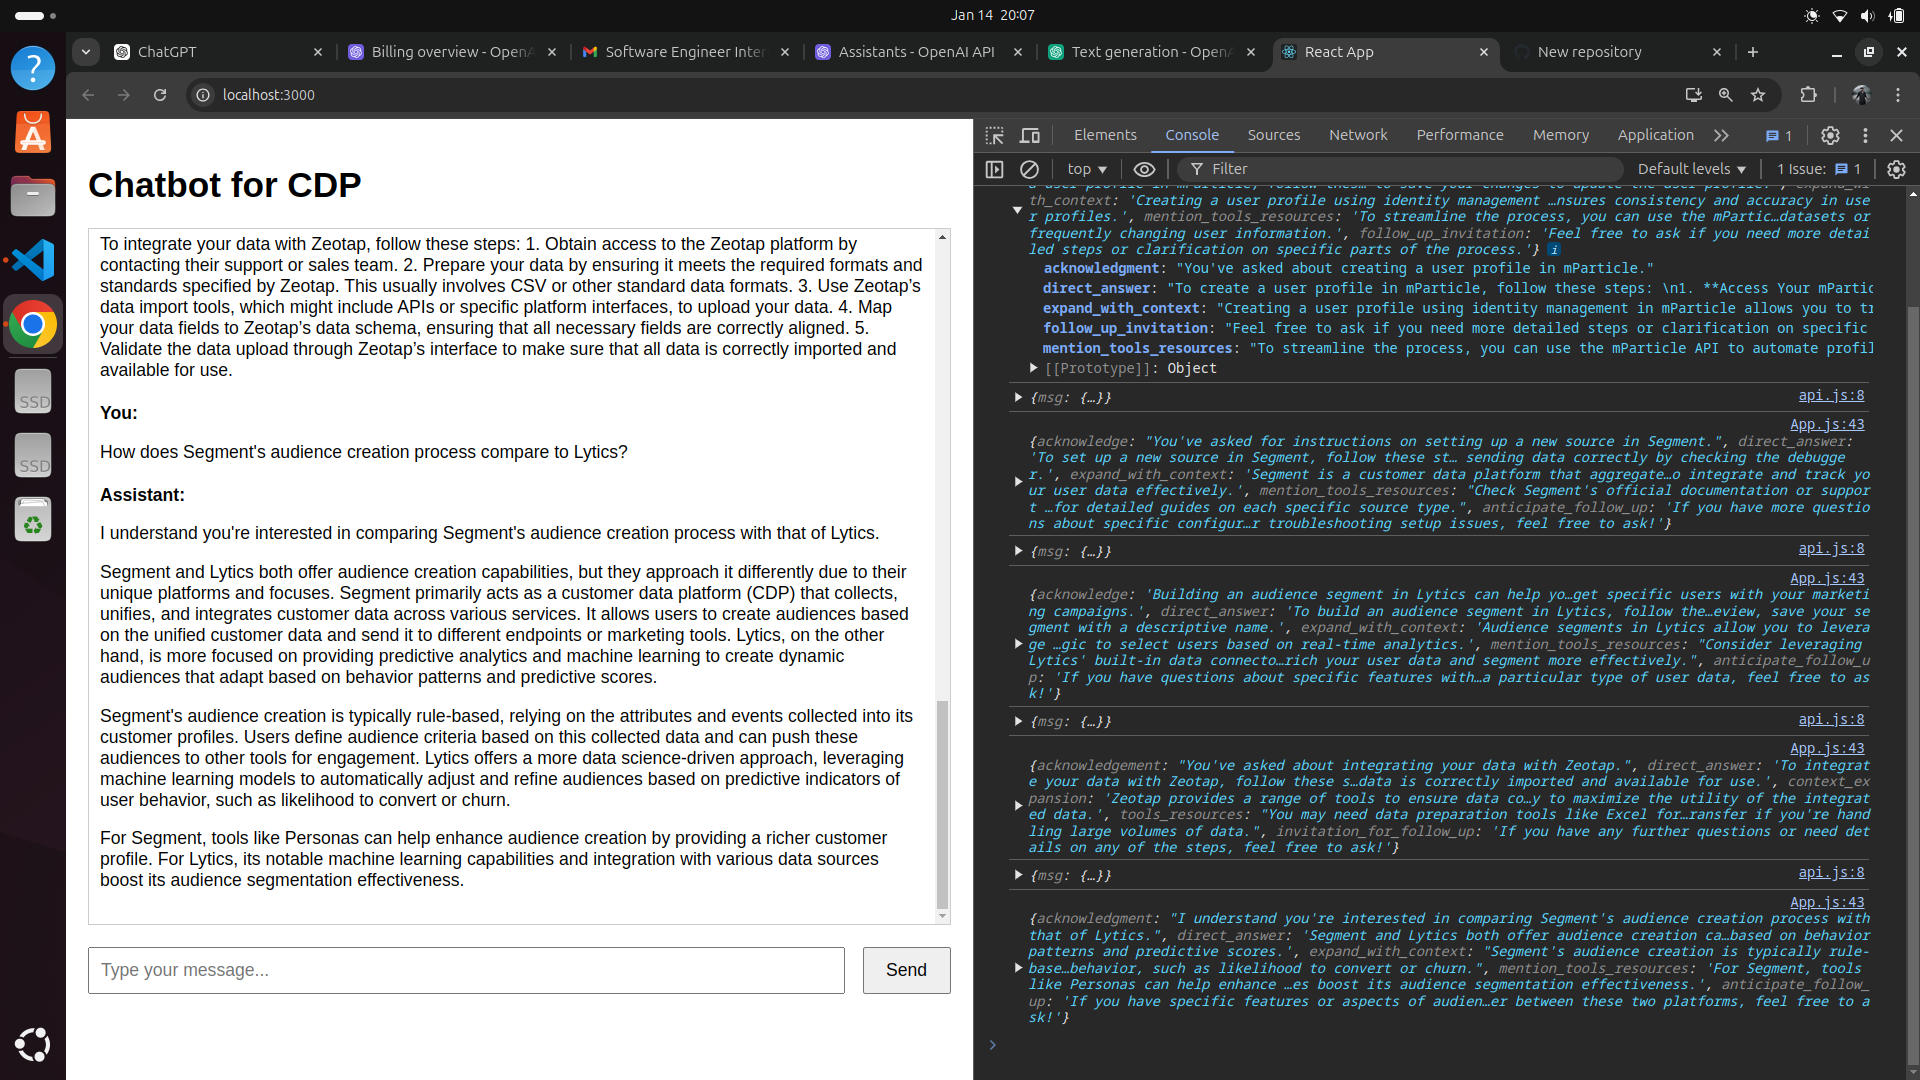 Jan 14 20:07
ChatGPT
Billing overview - OpenA
Software Engineer Inter
Assistants - OpenAI API
Text generation - OpenA
React App
New repository
localhost:3000
Chatbot for CDP
To integrate your data with Zeotap, follow these steps: 1. Obtain access to the Zeotap platform by
contacting their support or sales team. 2. Prepare your data by ensuring it meets the required formats and
standards specified by Zeotap. This usually involves CSV or other standard data formats. 3. Use Zeotap’s
data import tools, which might include APIs or specific platform interfaces, to upload your data. 4. Map
your data fields to Zeotap’s data schema, ensuring that all necessary fields are correctly aligned. 5.
Validate the data upload through Zeotap’s interface to make sure that all data is correctly imported and
available for use.
You:
How does Segment's audience creation process compare to Lytics?
Assistant:
I understand you're interested in comparing Segment's audience creation process with that of Lytics.
Segment and Lytics both offer audience creation capabilities, but they approach it differently due to their
unique platforms and focuses. Segment primarily acts as a customer data platform (CDP) that collects,
unifies, and integrates customer data across various services. It allows users to create audiences based
on the unified customer data and send it to different endpoints or marketing tools. Lytics, on the other
hand, is more focused on providing predictive analytics and machine learning to create dynamic
audiences that adapt based on behavior patterns and predictive scores.
Segment's audience creation is typically rule-based, relying on the attributes and events collected into its
customer profiles. Users define audience criteria based on this collected data and can push these
audiences to other tools for engagement. Lytics offers a more data science-driven approach, leveraging
machine learning models to automatically adjust and refine audiences based on predictive indicators of
user behavior, such as likelihood to convert or churn.
For Segment, tools like Personas can help enhance audience creation by providing a richer customer
profile. For Lytics, its notable machine learning capabilities and integration with various data sources
boost its audience segmentation effectiveness.
Type your message...
Send
SSD
SSD
Elements
Console
Sources
Network
Performance
Memory
Application
1
top
Filter
Default levels
1 Issue: 1
th_context: 'Creating a user profile using identity management …nsures consistency and accuracy in use
r profiles.', mention_tools_resources: 'To streamline the process, you can use the mPartic…datasets or
frequently changing user information.', follow_up_invitation: 'Feel free to ask if you need more detai
led steps or clarification on specific parts of the process.'} i
acknowledgment: "You've asked about creating a user profile in mParticle."
direct_answer: "To create a user profile in mParticle, follow these steps: \n1. **Access Your mPartic
expand_with_context: "Creating a user profile using identity management in mParticle allows you to tr
follow_up_invitation: "Feel free to ask if you need more detailed steps or clarification on specific
mention_tools_resources: "To streamline the process, you can use the mParticle API to automate profil
[[Prototype]]: Object
{msg: {…}}
api.js:8
App.js:43
{acknowledge: "You've asked for instructions on setting up a new source in Segment.", direct_answer:
'To set up a new source in Segment, follow these st… sending data correctly by checking the debugge
r.', expand_with_context: 'Segment is a customer data platform that aggregate…o integrate and track yo
ur user data effectively.', mention_tools_resources: "Check Segment's official documentation or suppor
t …for detailed guides on each specific source type.", anticipate_follow_up: 'If you have more questio
ns about specific configur…r troubleshooting setup issues, feel free to ask!'}
{msg: {…}}
api.js:8
App.js:43
{acknowledge: 'Building an audience segment in Lytics can help yo…get specific users with your marketi
ng campaigns.', direct_answer: 'To build an audience segment in Lytics, follow the…eview, save your se
gment with a descriptive name.', expand_with_context: 'Audience segments in Lytics allow you to levera
ge …gic to select users based on real-time analytics.', mention_tools_resources: "Consider leveraging
Lytics' built-in data connecto…rich your user data and segment more effectively.", anticipate_follow_u
p: 'If you have questions about specific features with…a particular type of user data, feel free to as
k!'}
{msg: {…}}
api.js:8
App.js:43
{acknowledgement: "You've asked about integrating your data with Zeotap.", direct_answer: 'To integrat
e your data with Zeotap, follow these s…data is correctly imported and available for use.', context_ex
pansion: 'Zeotap provides a range of tools to ensure data co…y to maximize the utility of the integrat
ed data.', tools_resources: "You may need data preparation tools like Excel for…ransfer if you're hand
ling large volumes of data.", invitation_for_follow_up: 'If you have any further questions or need det
ails on any of the steps, feel free to ask!'}
{msg: {…}}
api.js:8
App.js:43
{acknowledgment: "I understand you're interested in comparing Segment's audience creation process with
that of Lytics.", direct_answer: 'Segment and Lytics both offer audience creation ca…based on behavior
patterns and predictive scores.', expand_with_context: "Segment's audience creation is typically rule-
base…behavior, such as likelihood to convert or churn.", mention_tools_resources: 'For Segment, tools
like Personas can help enhance …es boost its audience segmentation effectiveness.', anticipate_follow_
up: 'If you have specific features or aspects of audien…er between these two platforms, feel free to a
sk!'}